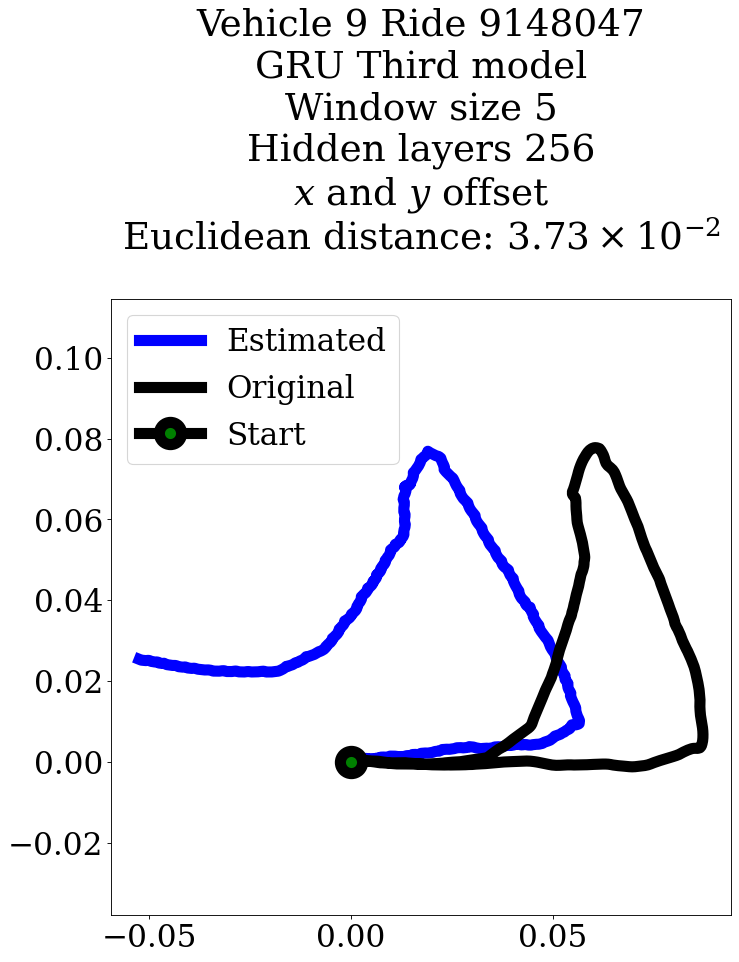 Vehicle 9 Ride 9148047
GRU Third model
Window size 5
Hidden layers 256
x and y offset
Euclidean distance: 3.73 × 10⁻²
Estimated
Original
Start
0.10
0.08
0.06
0.04
0.02
0.00
−0.02
−0.05 0.00 0.05